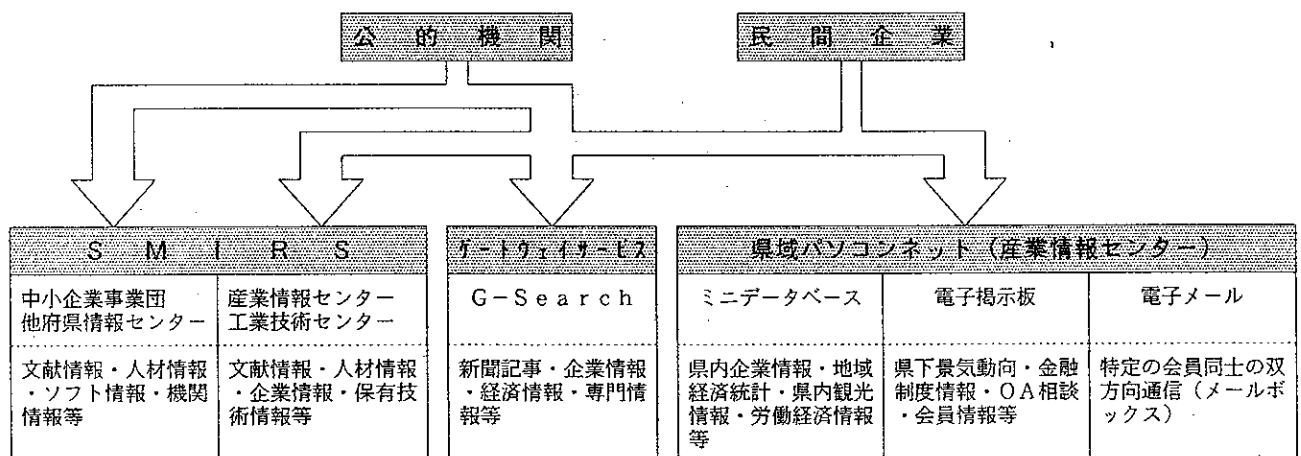 公的機関
民間企業
SMIRS
中小企業事業団
他府県情報センター
産業情報センター
工業技術センター
文献情報・人材情報
・ソフト情報・機関
情報等
文献情報・人材情報
・企業情報・保有技
術情報等
ゲートウェイサービス
G-Search
新聞記事・企業情報
・経済情報・専門情
報等
県域パソコンネット(産業情報センター)
ミニデータベース
電子掲示板
電子メール
県内企業情報・地域
経済統計・県内観光
情報・労働経済情報
等
県下景気動向・金融
制度情報・OA相談
・会員情報等
特定の会員同士の双
方向通信(メールボ
ックス)